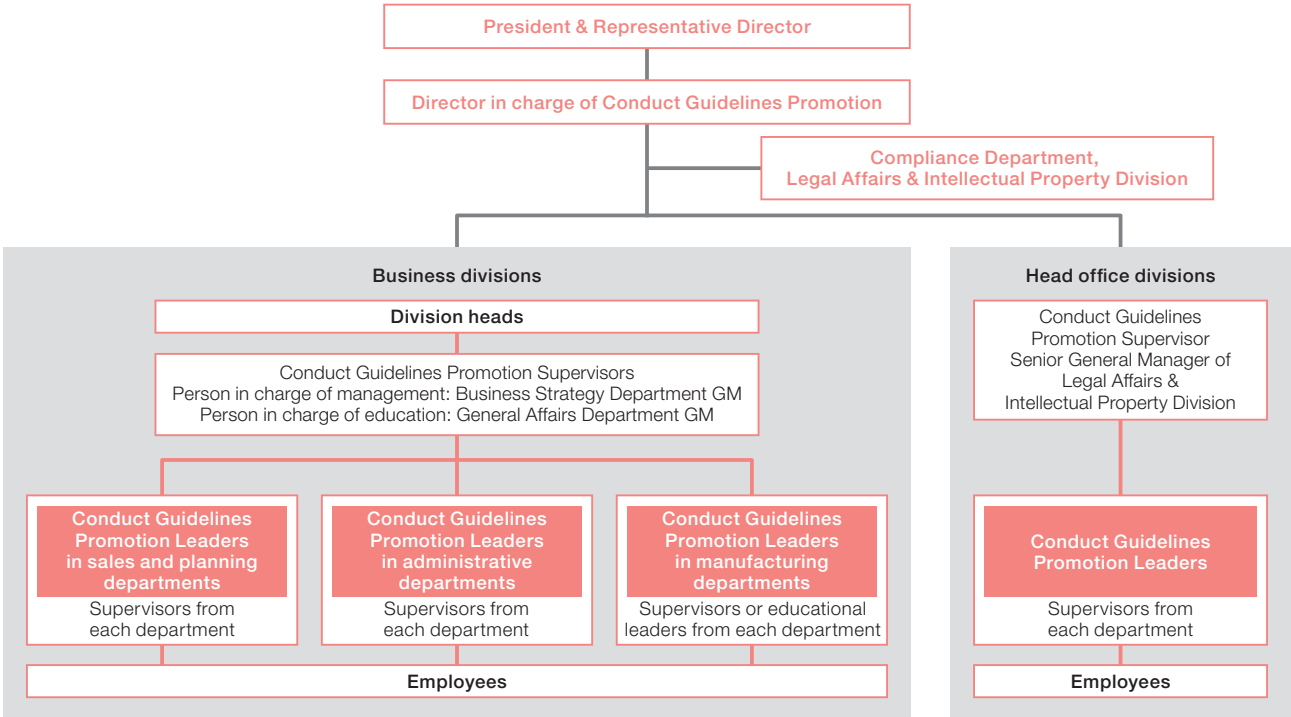 President & Representative Director
Director in charge of Conduct Guidelines Promotion
Compliance Department,
Legal Affairs & Intellectual Property Division
Business divisions
Division heads
Conduct Guidelines Promotion Supervisors
Person in charge of management: Business Strategy Department GM
Person in charge of education: General Affairs Department GM
Conduct Guidelines
Promotion Leaders
in sales and planning
departments
Supervisors from
each department
Conduct Guidelines
Promotion Leaders
in administrative
departments
Supervisors from
each department
Conduct Guidelines
Promotion Leaders
in manufacturing
departments
Supervisors or educational
leaders from each department
Employees
Head office divisions
Conduct Guidelines
Promotion Supervisor
Senior General Manager of
Legal Affairs &
Intellectual Property Division
Conduct Guidelines
Promotion Leaders
Supervisors from
each department
Employees